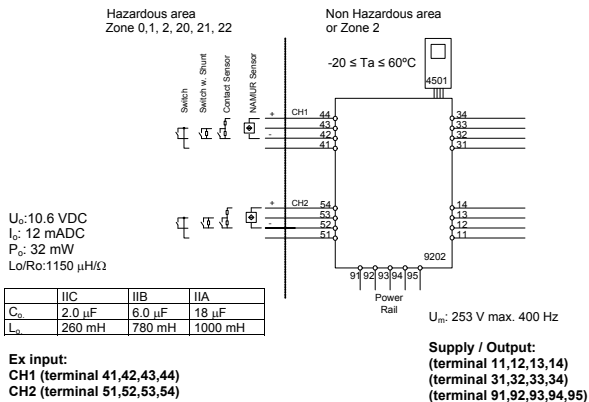 Hazardous area
Zone 0,1, 2, 20, 21, 22
Non Hazardous area
or Zone 2
-20 ≤ Ta ≤ 60ºC
4501
Switch
Switch w. Shunt
Contact Sensor
NAMUR Sensor
+ CH1 44
43
- 42
41
34
33
32
31
+ CH2 54
53
- 52
51
14
13
12
11
9202
91 92 93 94 95
Power
Rail
Uo:10.6 VDC
Io: 12 mADC
Po: 32 mW
Lo/Ro:1150 μH/Ω
IIC IIB IIA
Co. 2.0 μF 6.0 μF 18 μF
Lo. 260 mH 780 mH 1000 mH
Um: 253 V max. 400 Hz
Ex input:
CH1 (terminal 41,42,43,44)
CH2 (terminal 51,52,53,54)
Supply / Output:
(terminal 11,12,13,14)
(terminal 31,32,33,34)
(terminal 91,92,93,94,95)